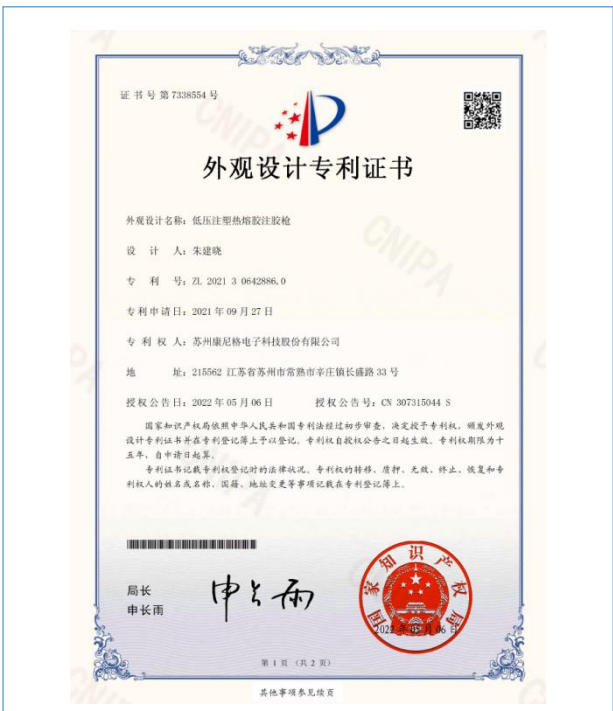 证书号第7338554号
外观设计专利证书
外观设计名称：低压注塑热熔胶注胶枪
设 计 人：朱建晓
专 利 号：ZL 2021 3 0642886.0
专利申请日：2021年09月27日
专 利 权 人：苏州康尼格电子科技股份有限公司
地 址：215562 江苏省苏州市常熟市辛庄镇长盛路33号
授权公告日：2022年05月06日 授权公告号：CN 307315044 S
国家知识产权局依照中华人民共和国专利法经过初步审查，决定授予专利权，颁发外观
设计专利证书并在专利登记簿上予以登记。专利权自授权公告之日起生效。专利权期限为十
五年，自申请日起算。
专利证书记载专利权登记时的法律状况。专利权的转移、质押、无效、终止、恢复和专
利权人的姓名或名称、国籍、地址变更等事项记载在专利登记簿上。
局长
申长雨
申长雨
国家知识产权局
2022年05月06日
第 1 页 （共 2 页）
其他事项参见续页
CNIPA
CNIPA
CNIPA
CNIPA